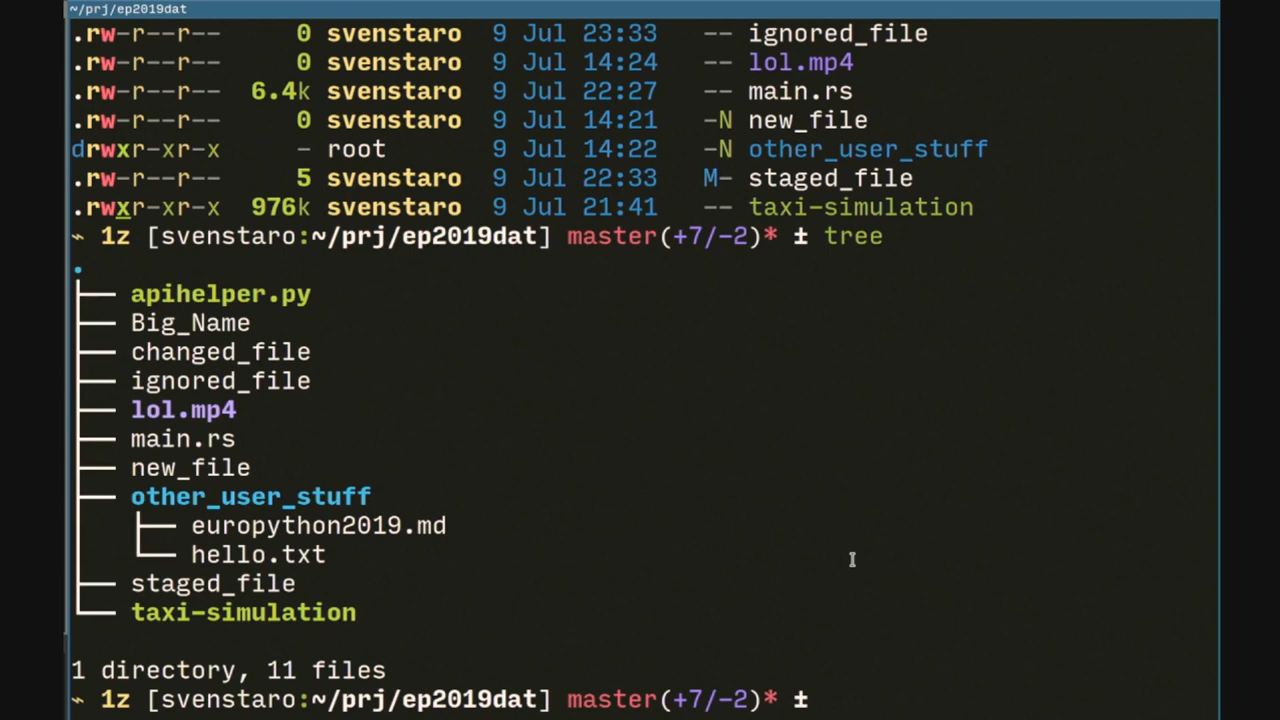 ~/prj/ep2019dat
.rw-r--r-- 0 svenstaro 9 Jul 23:33 -- ignored_file
.rw-r--r-- 0 svenstaro 9 Jul 14:24 -- lol.mp4
.rw-r--r-- 6.4k svenstaro 9 Jul 22:27 -- main.rs
.rw-r--r-- 0 svenstaro 9 Jul 14:21 -N new_file
drwxr-xr-x - root 9 Jul 14:22 -N other_user_stuff
.rw-r--r-- 5 svenstaro 9 Jul 22:33 M- staged_file
.rwxr-xr-x 976k svenstaro 9 Jul 21:41 -- taxi-simulation
~ 1z [svenstaro:~/prj/ep2019dat] master(+7/-2)* ± tree
.
├── apihelper.py
├── Big_Name
├── changed_file
├── ignored_file
├── lol.mp4
├── main.rs
├── new_file
├── other_user_stuff
│   ├── europython2019.md
│   └── hello.txt
├── staged_file
└── taxi-simulation
1 directory, 11 files
~ 1z [svenstaro:~/prj/ep2019dat] master(+7/-2)* ±